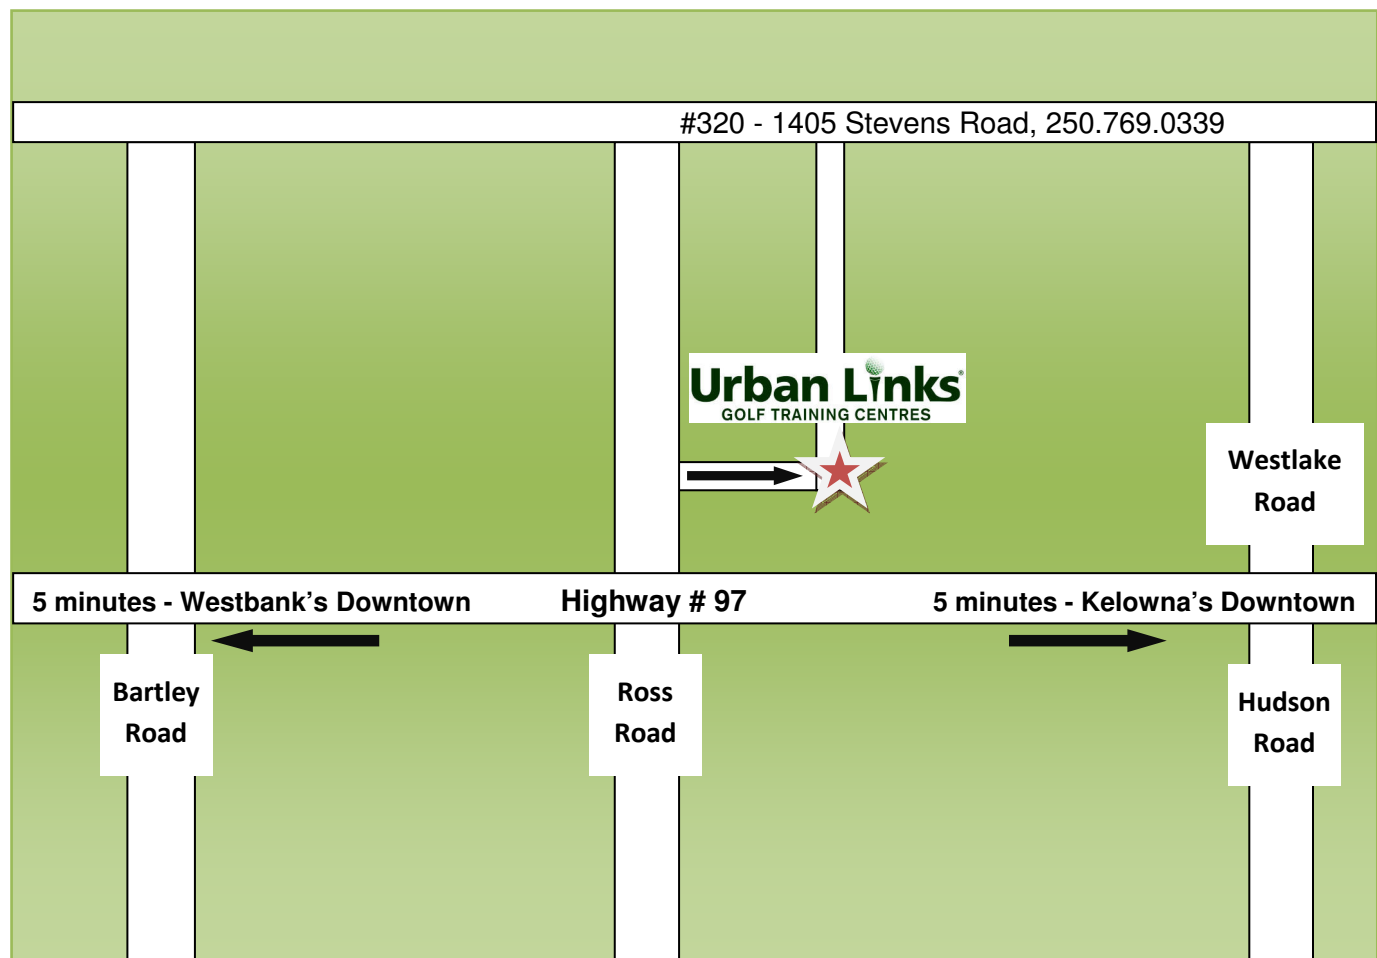 #320 - 1405 Stevens Road, 250.769.0339
Urban Links®
GOLF TRAINING CENTRES
Westlake
Road
5 minutes - Westbank’s Downtown
Highway # 97
5 minutes - Kelowna’s Downtown
Bartley
Road
Ross
Road
Hudson
Road